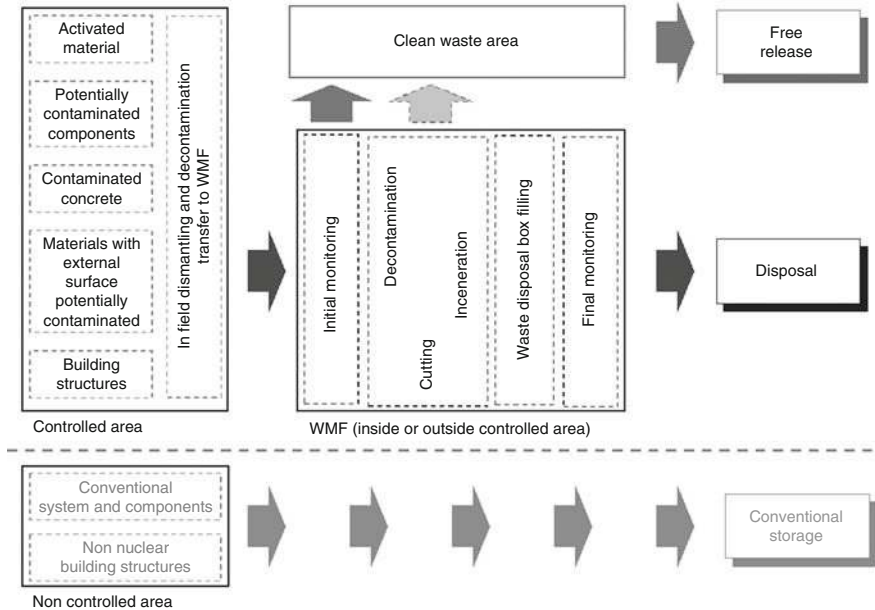 Activated
material
Potentially
contaminated
components
Contaminated
concrete
Materials with
external
surface
potentially
contaminated
Building
structures
In field dismantling and decontamination
transfer to WMF
Controlled area
Clean waste area
Free
release
Initial monitoring
Decontamination
Cutting
Inceneration
Waste disposal box filling
Final monitoring
WMF (inside or outside controlled area)
Disposal
Conventional
system and components
Non nuclear
building structures
Non controlled area
Conventional
storage